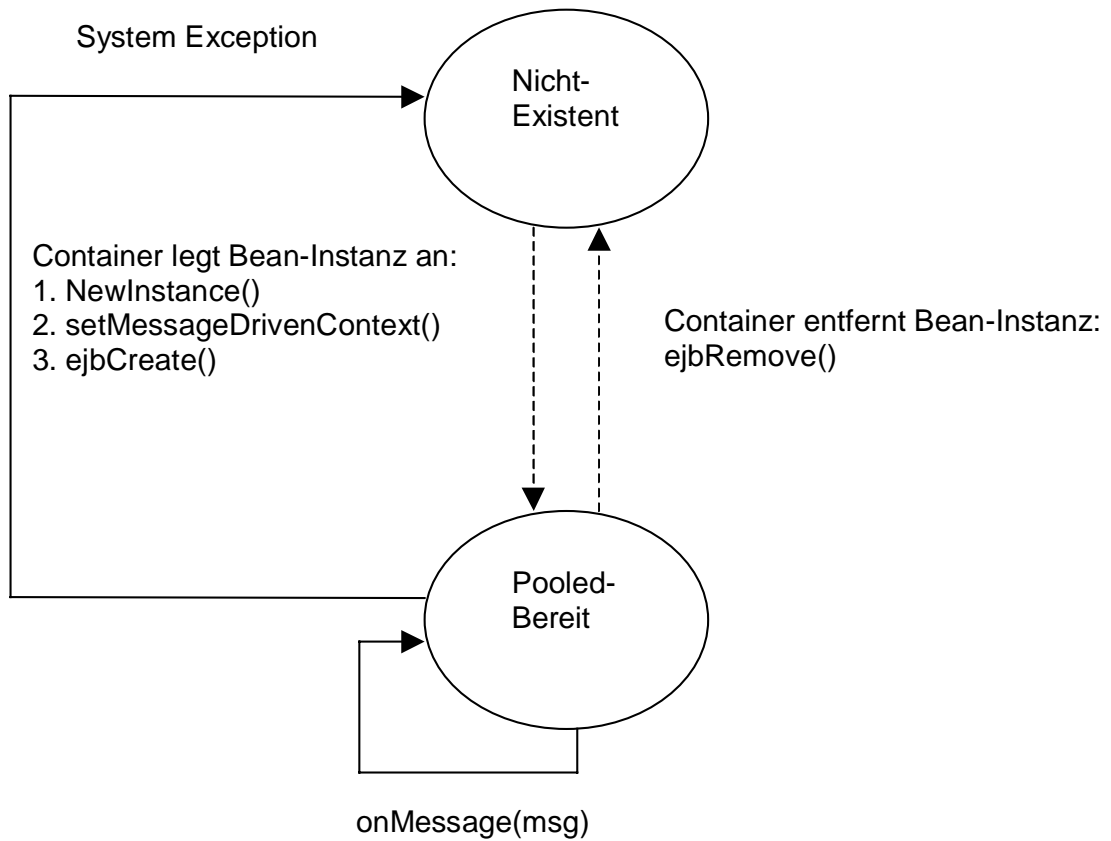 System Exception
Nicht-
Existent
Container legt Bean-Instanz an:
1. NewInstance()
2. setMessageDrivenContext()
3. ejbCreate()
Container entfernt Bean-Instanz:
ejbRemove()
Pooled-
Bereit
onMessage(msg)